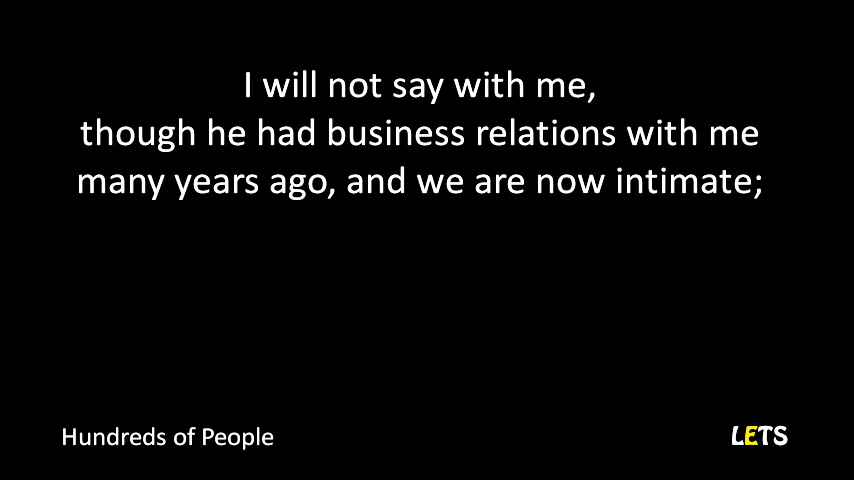 I will not say with me,
though he had business relations with me
many years ago, and we are now intimate;
Hundreds of People
LETS